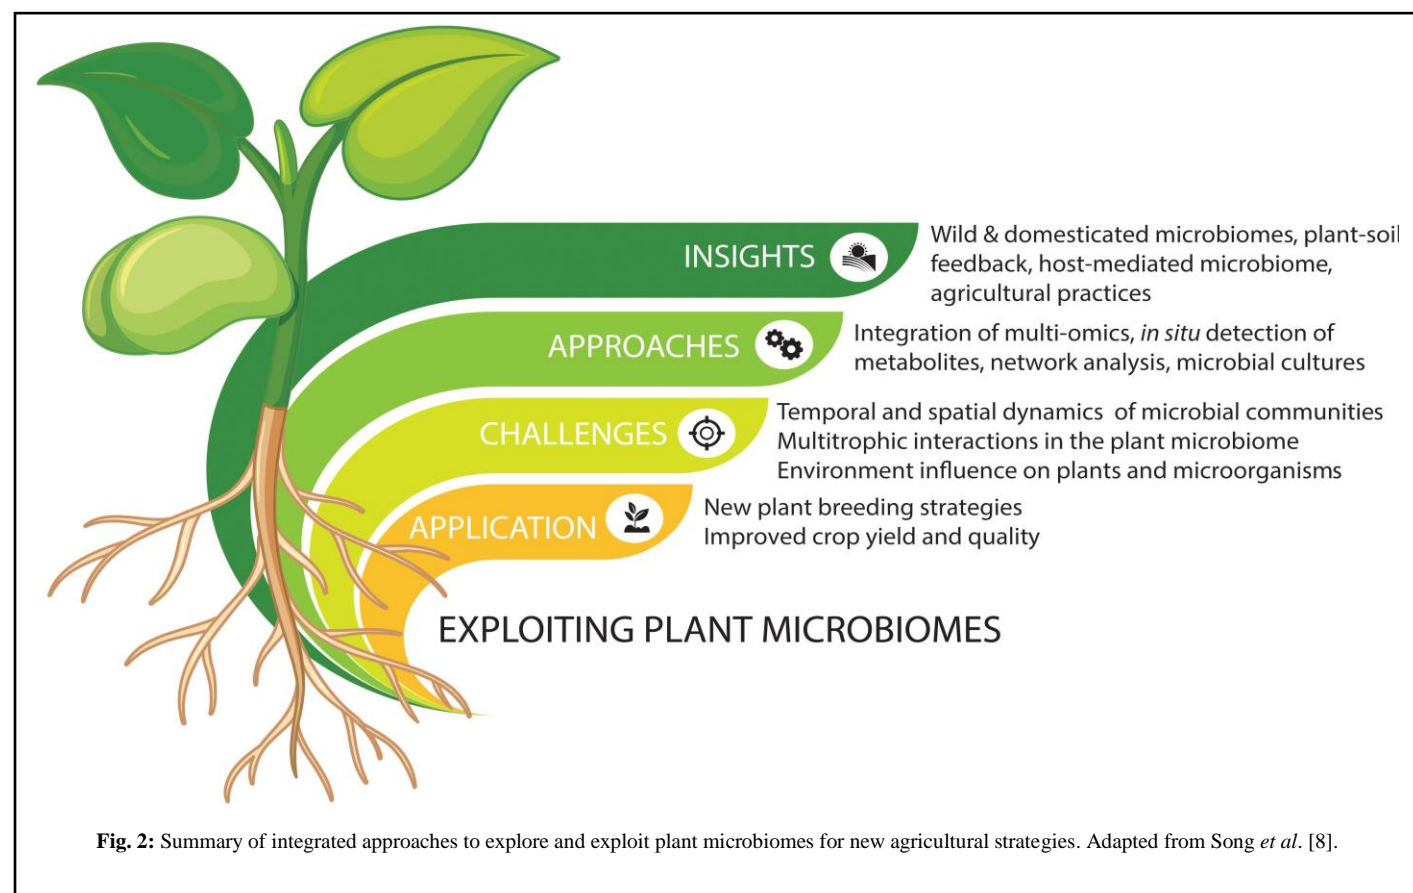 INSIGHTS
Wild & domesticated microbiomes, plant-soil
feedback, host-mediated microbiome,
agricultural practices
APPROACHES
Integration of multi-omics, in situ detection of
metabolites, network analysis, microbial cultures
CHALLENGES
Temporal and spatial dynamics of microbial communities
Multitrophic interactions in the plant microbiome
Environment influence on plants and microorganisms
APPLICATION
New plant breeding strategies
Improved crop yield and quality
EXPLOITING PLANT MICROBIOMES
Fig. 2: Summary of integrated approaches to explore and exploit plant microbiomes for new agricultural strategies. Adapted from Song et al. [8].